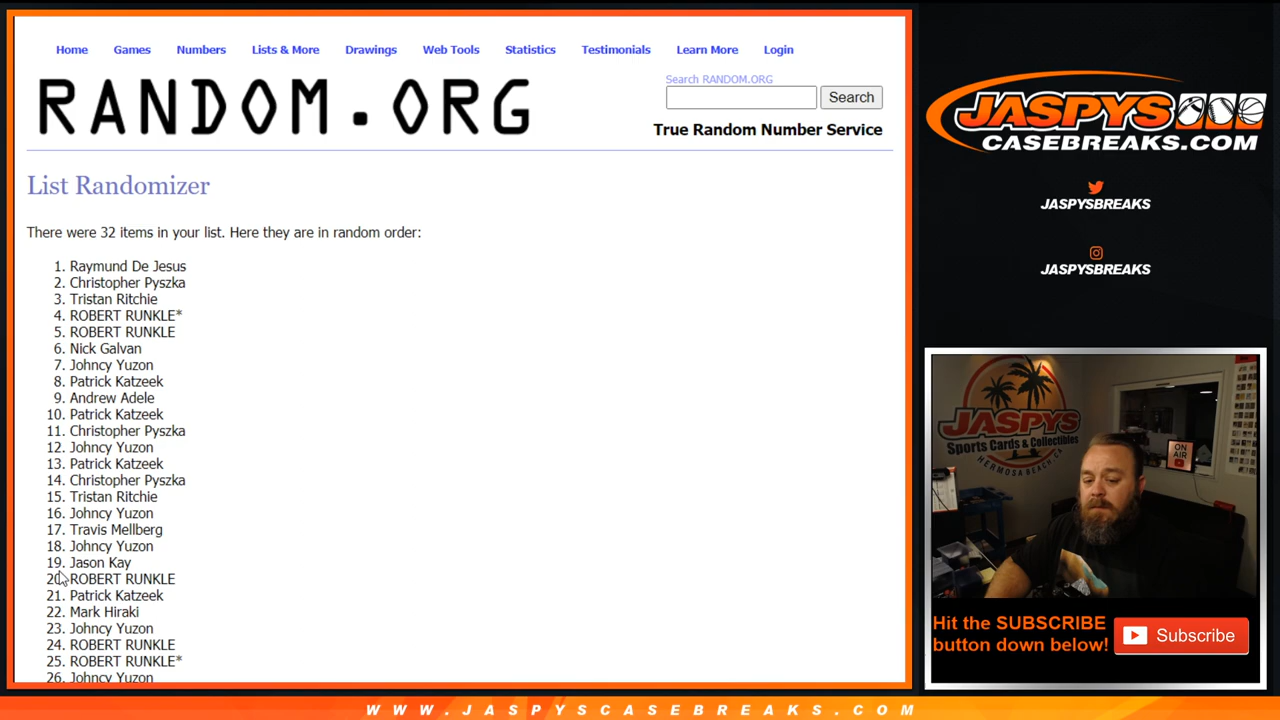 Home Games Numbers Lists & More Drawings Web Tools Statistics Testimonials Learn More Login
RANDOM.ORG
Search RANDOM.ORG
Search
True Random Number Service
List Randomizer
There were 32 items in your list. Here they are in random order:
1. Raymund De Jesus
2. Christopher Pyszka
3. Tristan Ritchie
4. ROBERT RUNKLE*
5. ROBERT RUNKLE
6. Nick Galvan
7. Johncy Yuzon
8. Patrick Katzeek
9. Andrew Adele
10. Patrick Katzeek
11. Christopher Pyszka
12. Johncy Yuzon
13. Patrick Katzeek
14. Christopher Pyszka
15. Tristan Ritchie
16. Johncy Yuzon
17. Travis Mellberg
18. Johncy Yuzon
19. Jason Kay
20. ROBERT RUNKLE
21. Patrick Katzeek
22. Mark Hiraki
23. Johncy Yuzon
24. ROBERT RUNKLE
25. ROBERT RUNKLE*
26. Johncy Yuzon
JASPYS
CASEBREAKS.COM
JASPYSBREAKS
JASPYSBREAKS
JASPYS
Sports Cards & Collectibles
HERMOSA BEACH, CA
ON
AIR
Hit the SUBSCRIBE
button down below!
Subscribe
WWW.JASPYSCASEBREAKS.COM